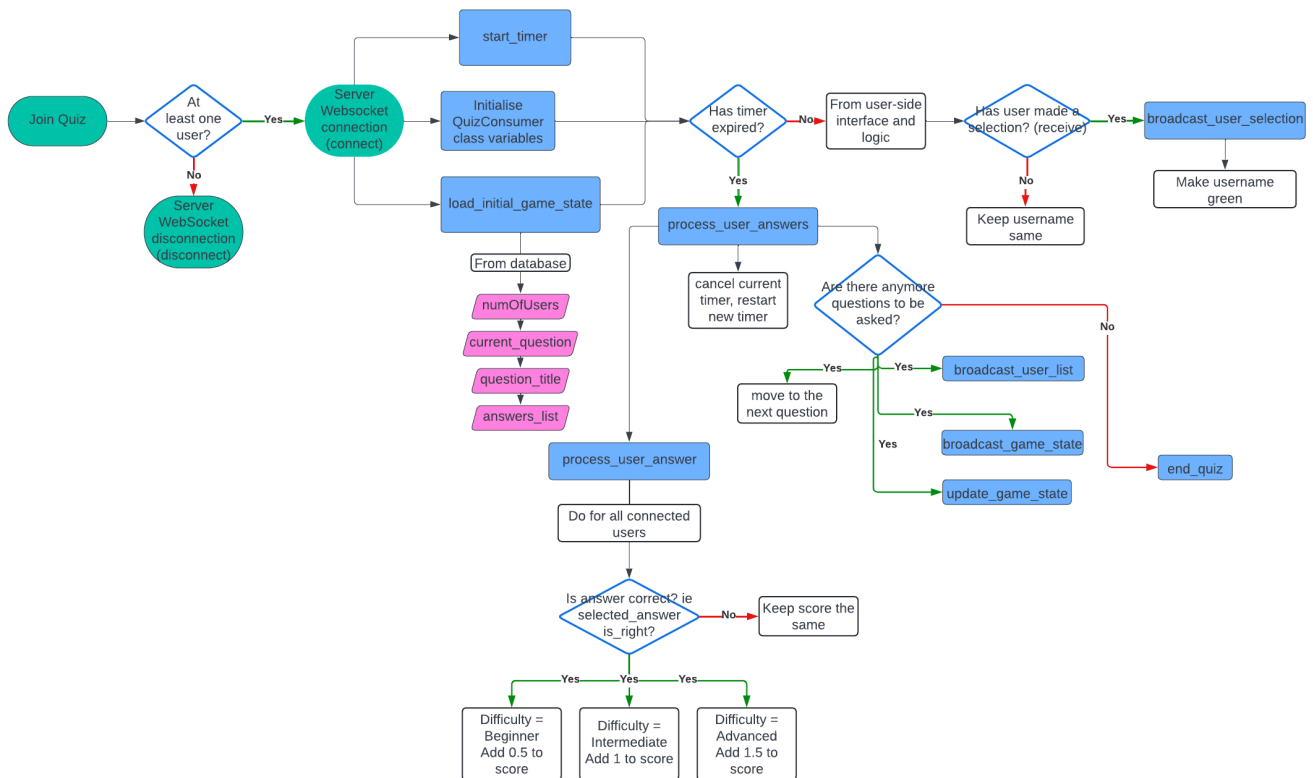 start_timer
Join Quiz
At
least one
user?
Yes
No
Server
Websocket
connection
(connect)
Server
WebSocket
disconnection
(disconnect)
Initialise
QuizConsumer
class variables
load_initial_game_state
From database
numOfUsers
current_question
question_title
answers_list
Has timer
expired?
No
Yes
From user-side
interface and
logic
Has user made a
selection? (receive)
Yes
No
broadcast_user_selection
Make username
green
Keep username
same
process_user_answers
cancel current
timer, restart
new timer
Are there anymore
questions to be
asked?
No
Yes
Yes
broadcast_user_list
move to the
next question
Yes
broadcast_game_state
Yes
update_game_state
end_quiz
process_user_answer
Do for all connected
users
Is answer correct? ie
selected_answer
is_right?
No
Keep score the
same
Yes
Yes
Yes
Difficulty =
Beginner
Add 0.5 to
score
Difficulty =
Intermediate
Add 1 to score
Difficulty =
Advanced
Add 1.5 to
score